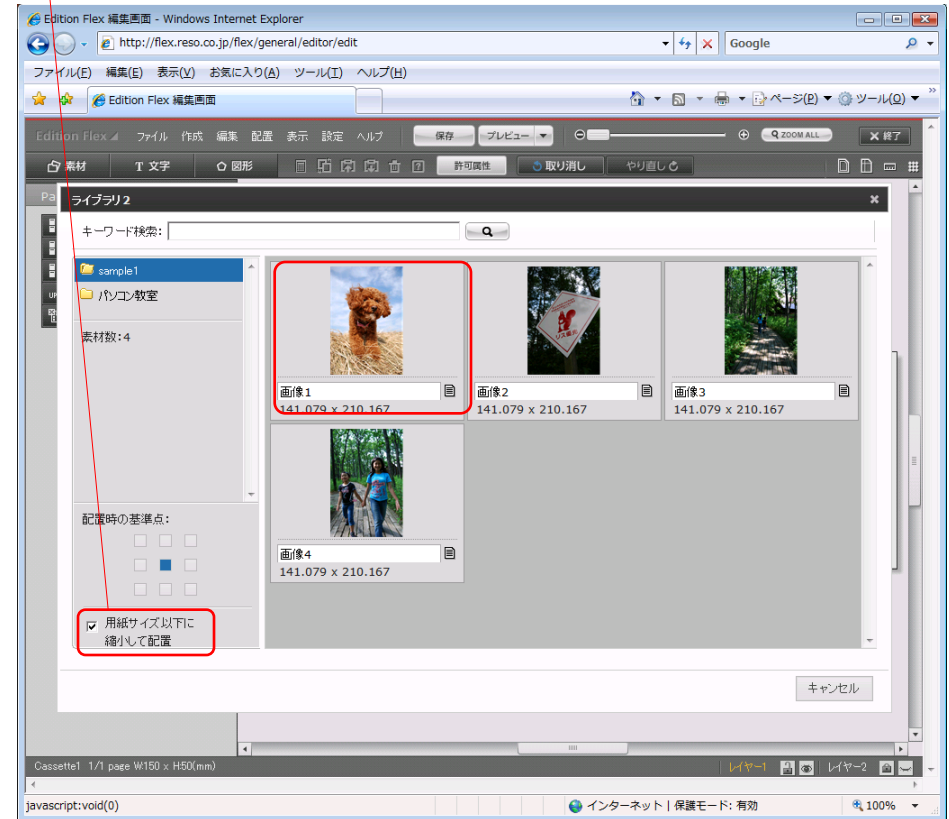 Edition Flex 編集画面 - Windows Internet Explorer
http://flex.reso.co.jp/flex/general/editor/edit
Google
ファイル(F) 編集(E) 表示(V) お気に入り(A) ツール(T) ヘルプ(H)
Edition Flex 編集画面
ページ(P) ツール(O)
Edition Flex ファイル 作成 編集 配置 表示 設定 ヘルプ 保存 プレビュー ZOOM ALL 終了
素材 T 文字 図形 許可属性 取り消し やり直し
Pa
ライブラリ2
キーワード検索:
sample1
パソコン教室
素材数:4
画像1
141.079 x 210.167
リス横断
画像2
141.079 x 210.167
画像3
141.079 x 210.167
画像4
141.079 x 210.167
配置時の基準点:
用紙サイズ以下に
縮小して配置
キャンセル
Cassette1 1/1 page W:150 x H:50(mm)
レイヤー1 レイヤー2
javascript:void(0)
インターネット | 保護モード: 有効
100%